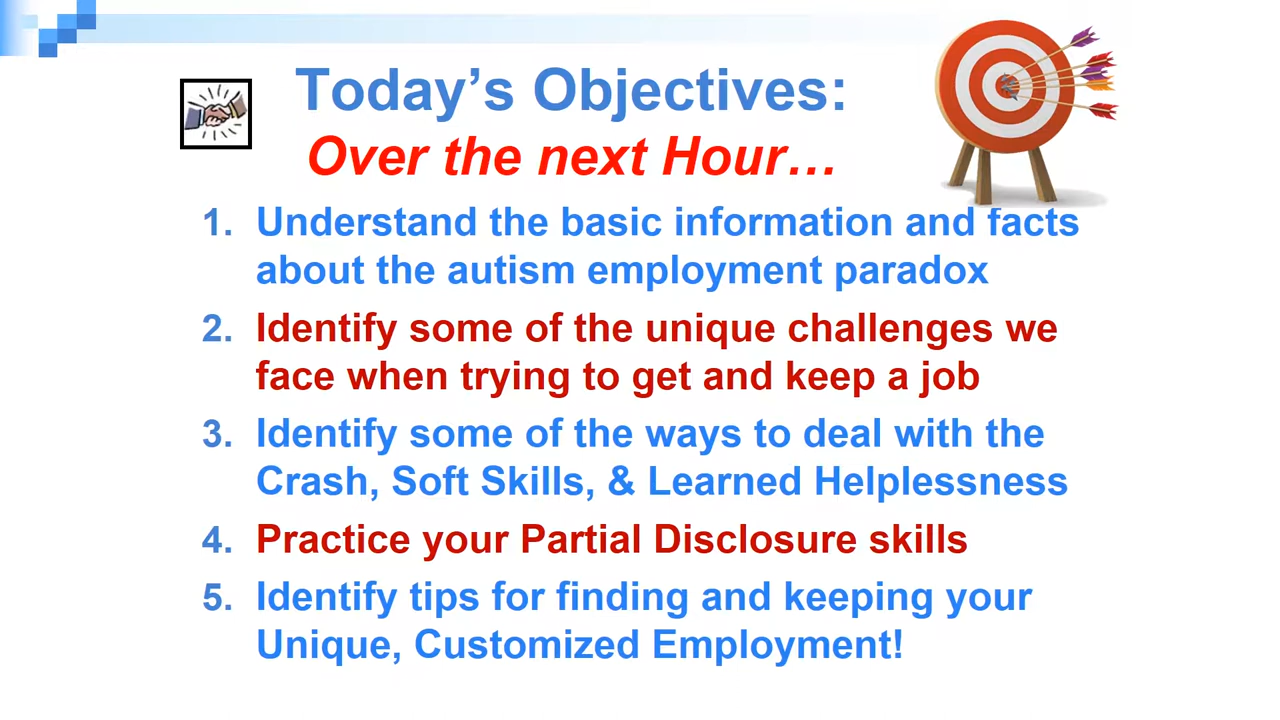 Today’s Objectives:
Over the next Hour…
1. Understand the basic information and facts
about the autism employment paradox
2. Identify some of the unique challenges we
face when trying to get and keep a job
3. Identify some of the ways to deal with the
Crash, Soft Skills, & Learned Helplessness
4. Practice your Partial Disclosure skills
5. Identify tips for finding and keeping your
Unique, Customized Employment!